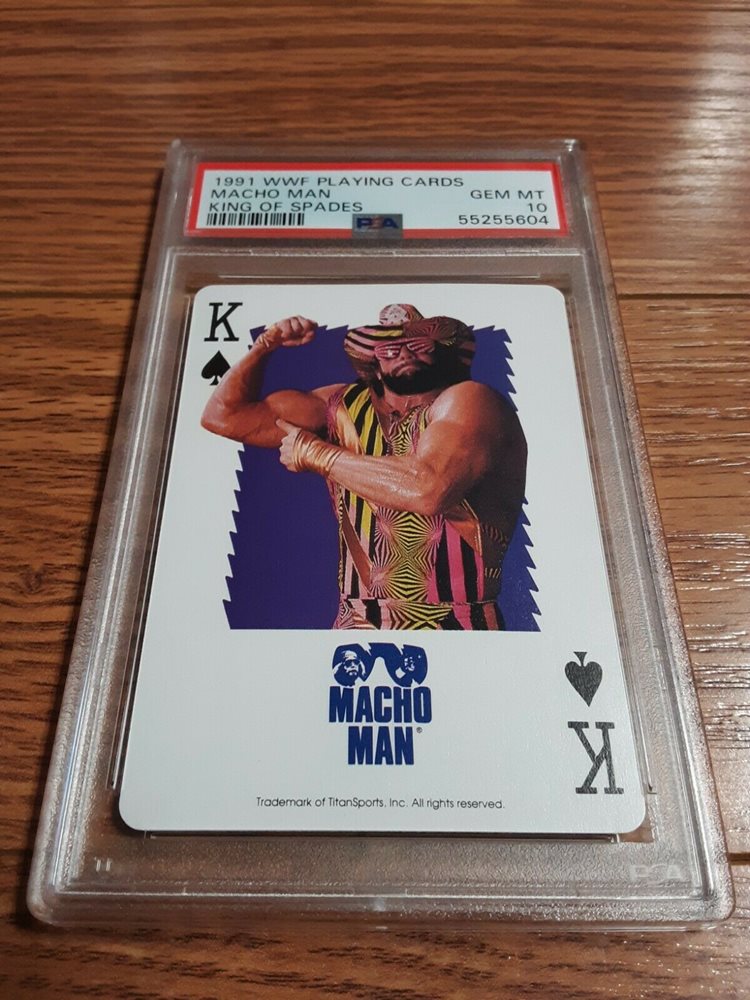 1991 WWF PLAYING CARDS
MACHO MAN GEM MT
KING OF SPADES 10
PSA 55255604
K
MACHO
MAN®
K
Trademark of TitanSports, Inc. All rights reserved.
PSA